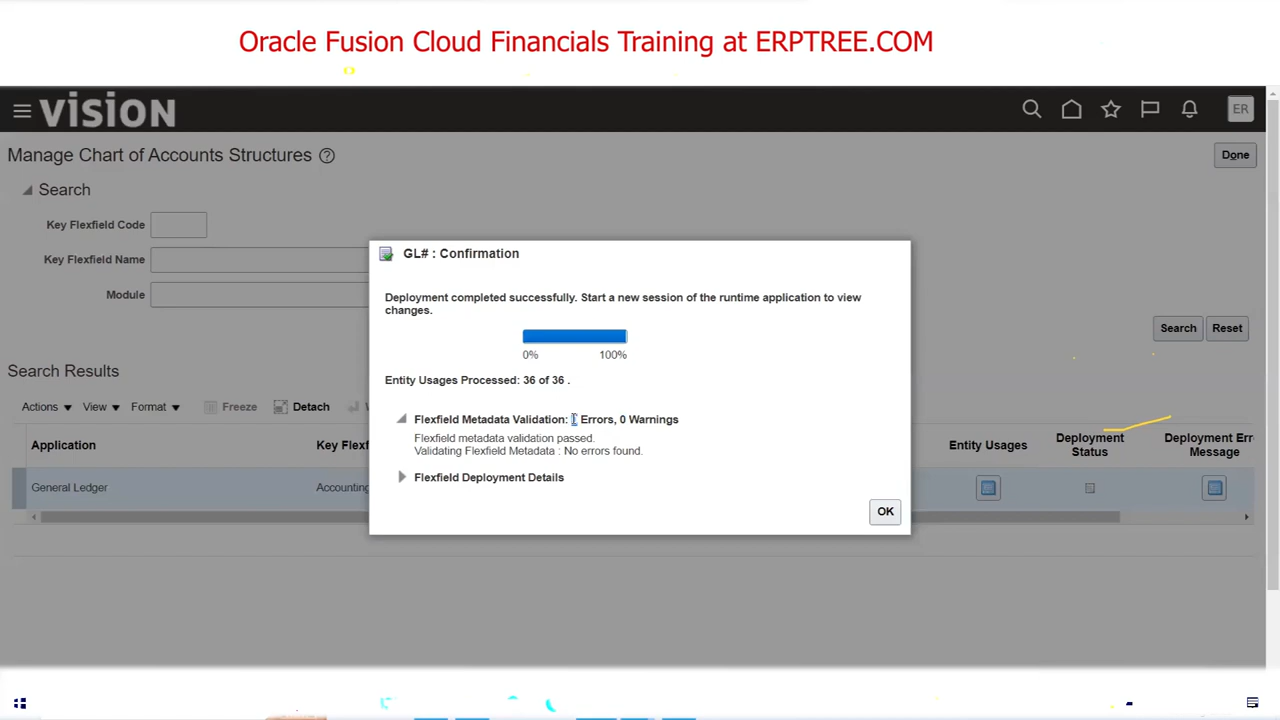 Oracle Fusion Cloud Financials Training at ERPTREE.COM
VISION
ER
Manage Chart of Accounts Structures ?
Done
Search
Key Flexfield Code
Key Flexfield Name
Module
Search Reset
GL# : Confirmation
Deployment completed successfully. Start a new session of the runtime application to view
changes.
0% 100%
Entity Usages Processed: 36 of 36 .
Flexfield Metadata Validation: Errors, 0 Warnings
Flexfield metadata validation passed.
Validating Flexfield Metadata : No errors found.
Flexfield Deployment Details
OK
Search Results
Actions View Format Freeze Detach
Application Key Entity Usages Deployment
Status Deployment
Message
General Ledger Entity